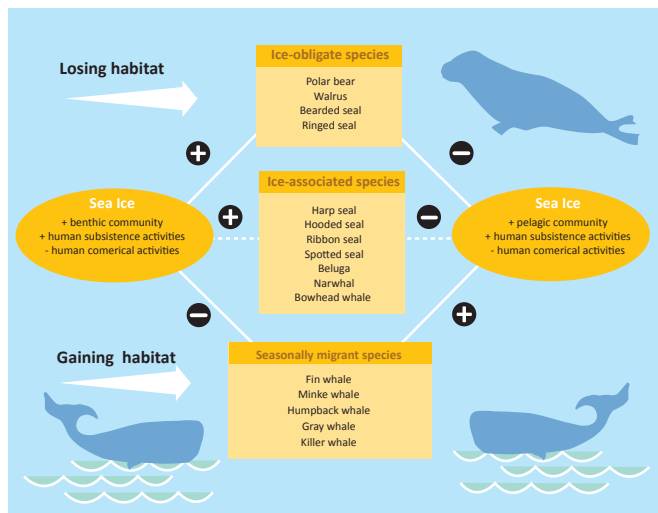 Losing habitat
Ice-obligate species
Polar bear
Walrus
Bearded seal
Ringed seal
+
−
Sea Ice
+ benthic community
+ human subsistence activities
- human comerical activities
+
Ice-associated species
Harp seal
Hooded seal
Ribbon seal
Spotted seal
Beluga
Narwhal
Bowhead whale
−
Sea Ice
+ pelagic community
+ human subsistence activities
- human comerical activities
−
+
Gaining habitat
Seasonally migrant species
Fin whale
Minke whale
Humpback whale
Gray whale
Killer whale